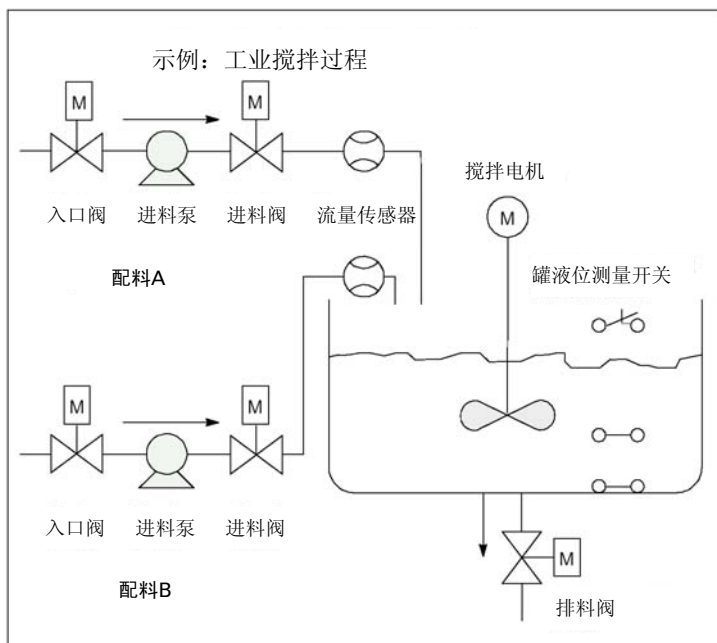 示例：工业搅拌过程
M
M
搅拌电机
M
入口阀
进料泵
进料阀
流量传感器
配料A
罐液位测量开关
M
M
入口阀
进料泵
进料阀
配料B
M
排料阀